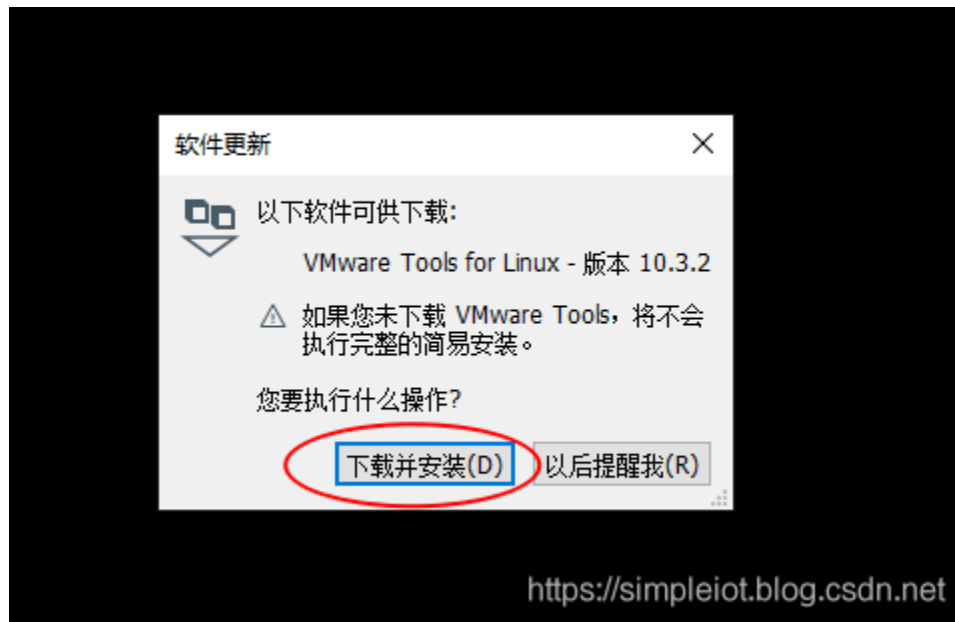 软件更新
以下软件可供下载:
VMware Tools for Linux - 版本 10.3.2
如果您未下载 VMware Tools，将不会
执行完整的简易安装。
您要执行什么操作?
下载并安装(D)
以后提醒我(R)
https://simpleiot.blog.csdn.net